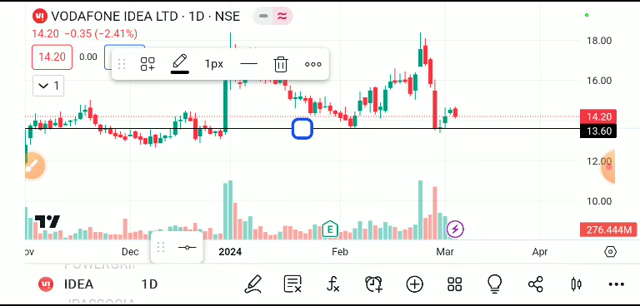 VODAFONE IDEA LTD · 1D · NSE
14.20 −0.35 (−2.41%)
14.20 0.00
1px
1
18.00
16.00
14.20
13.60
12.00
10.00
276.444M
Dec 2024 Feb Mar Apr
E
IDEA 1D